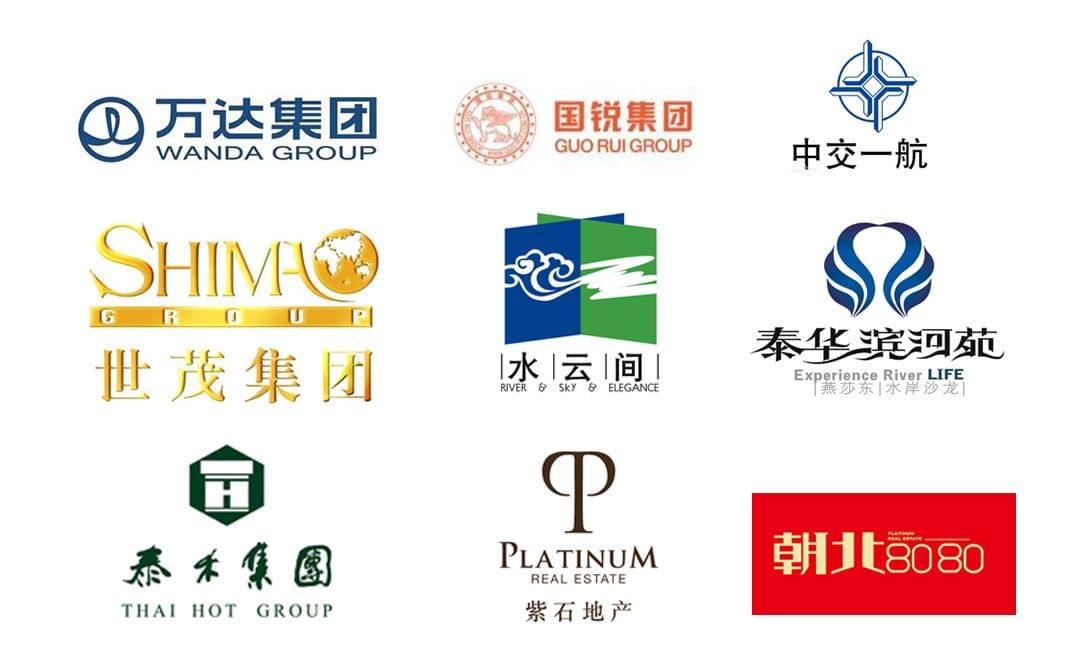 万达集团
WANDA GROUP
国锐集团
GUO RUI GROUP
中交一航
SHIMAO
GROUP
世茂集团
水云间
RIVER & SKY & ELEGANCE
泰华滨河苑
Experience River LIFE
|燕莎东|水岸沙龙|
泰禾集團
THAI HOT GROUP
PLATINUM
REAL ESTATE
紫石地产
朝北8080
PLATINUM
REAL ESTATE